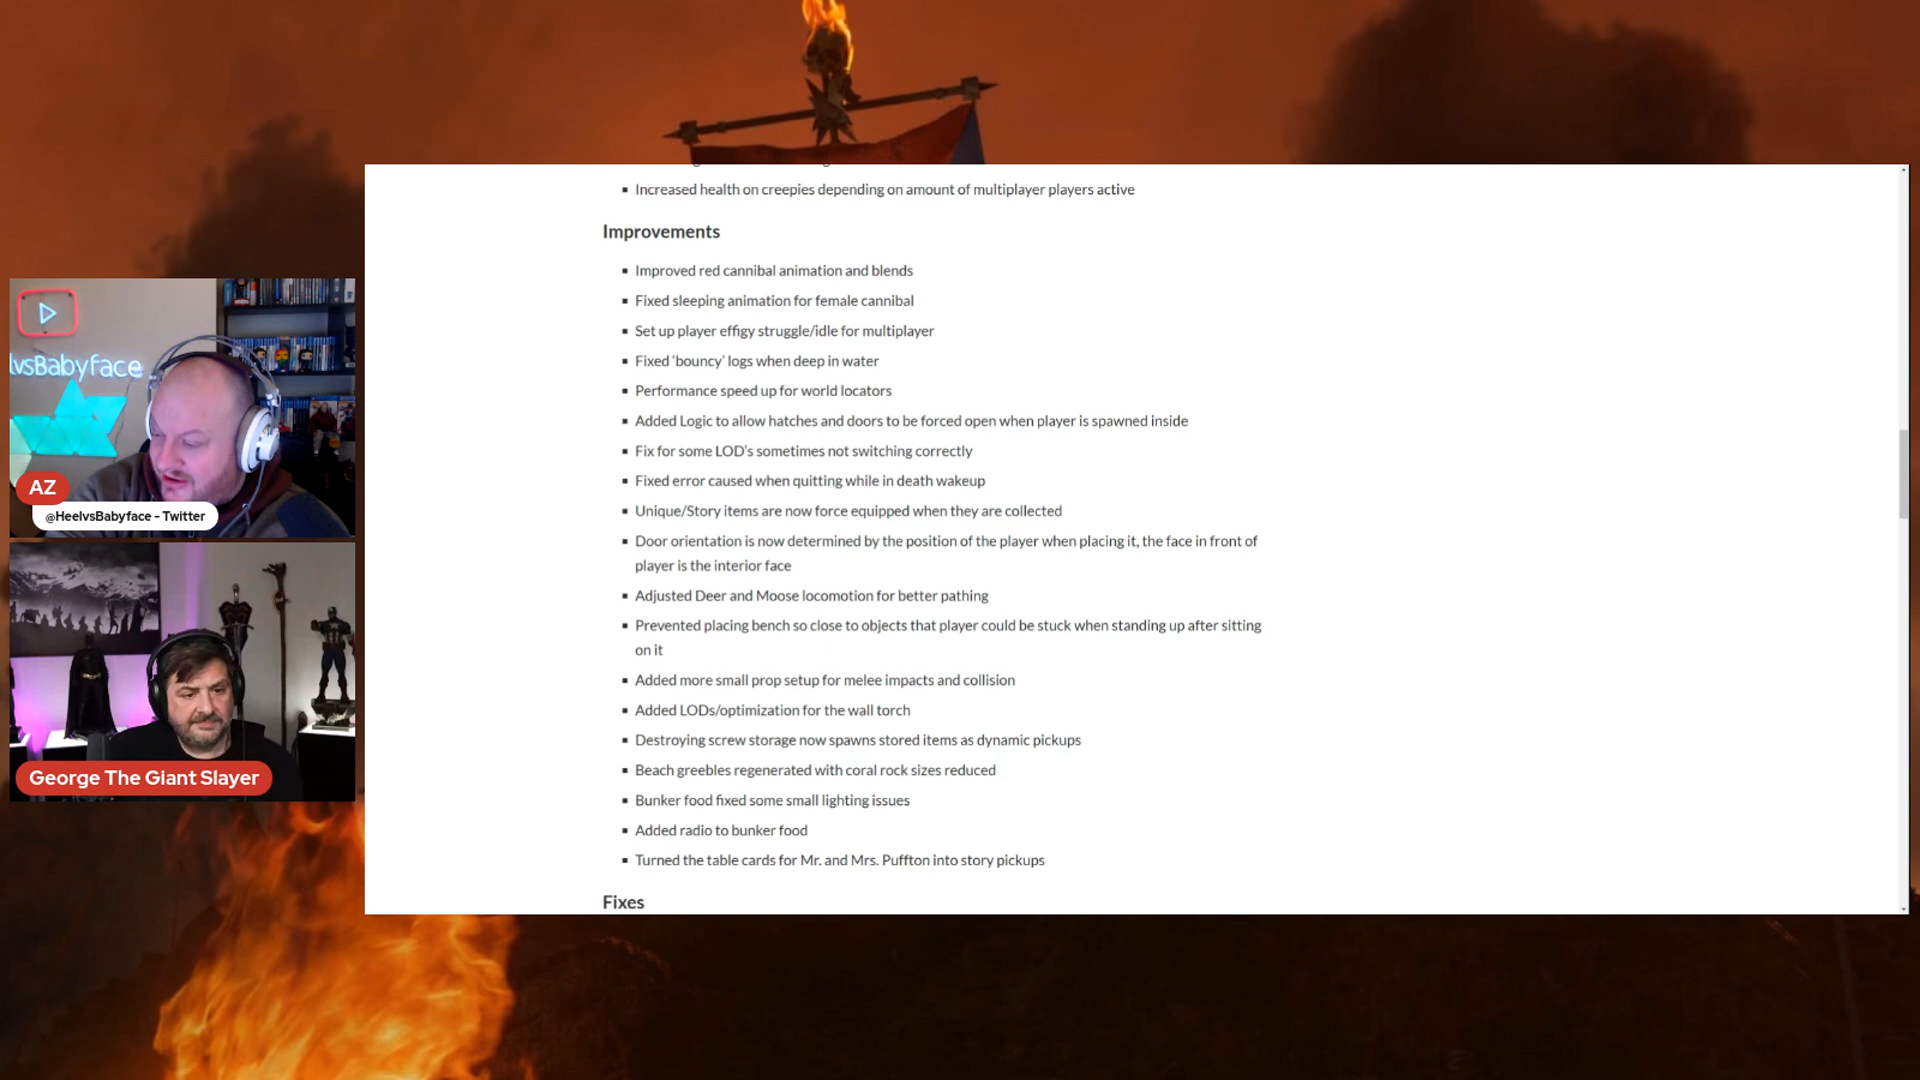 Increased health on creepies depending on amount of multiplayer players active
Improvements
Improved red cannibal animation and blends
Fixed sleeping animation for female cannibal
Set up player effigy struggle/idle for multiplayer
Fixed ‘bouncy’ logs when deep in water
Performance speed up for world locators
Added Logic to allow hatches and doors to be forced open when player is spawned inside
Fix for some LOD’s sometimes not switching correctly
Fixed error caused when quitting while in death wakeup
Unique/Story items are now force equipped when they are collected
Door orientation is now determined by the position of the player when placing it, the face in front of
player is the interior face
Adjusted Deer and Moose locomotion for better pathing
Prevented placing bench so close to objects that player could be stuck when standing up after sitting
on it
Added more small prop setup for melee impacts and collision
Added LODs/optimization for the wall torch
Destroying screw storage now spawns stored items as dynamic pickups
Beach greebles regenerated with coral rock sizes reduced
Bunker food fixed some small lighting issues
Added radio to bunker food
Turned the table cards for Mr. and Mrs. Puffton into story pickups
Fixes
lvsBabyface
AZ
@HeelvsBabyface - Twitter
George The Giant Slayer